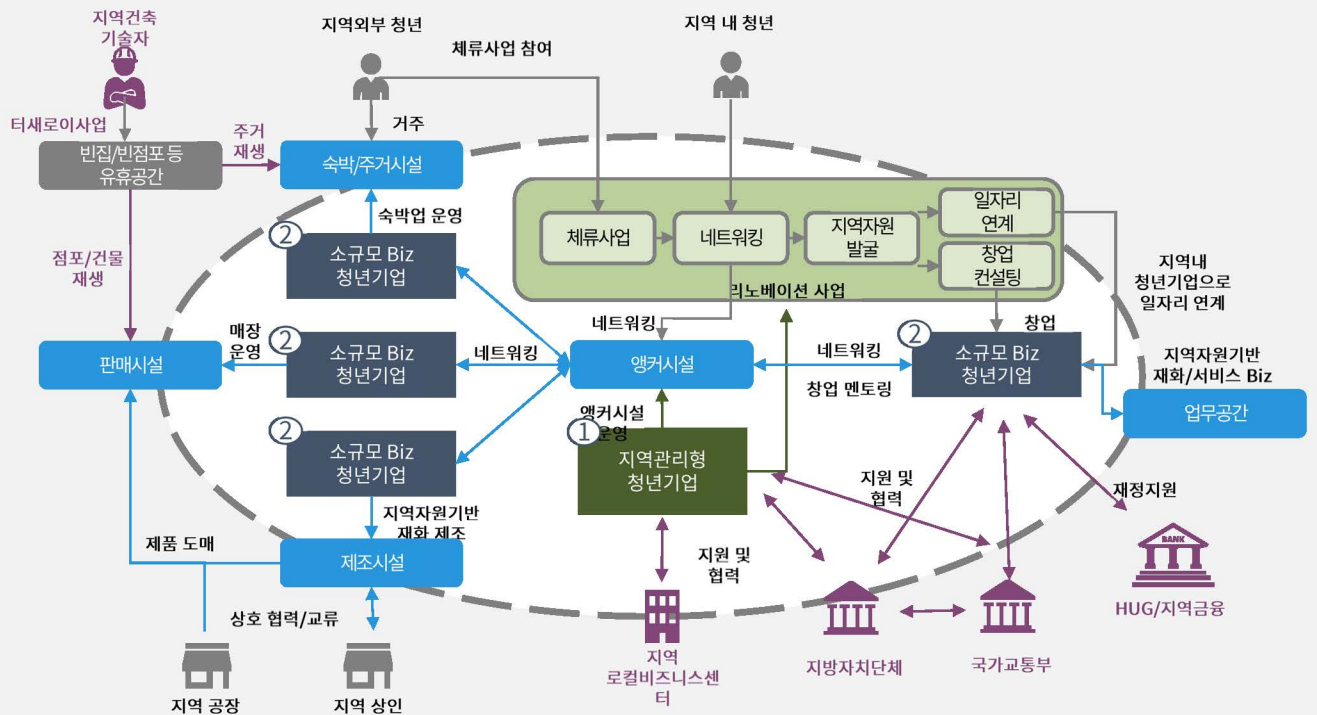 지역건축
기술자
지역외부 청년
지역 내 청년
체류사업 참여
터새로이사업
주거
재생
거주
빈집/빈점포 등
유휴공간
숙박/주거시설
숙박업 운영
체류사업
네트워킹
지역자원
발굴
일자리
연계
창업
컨설팅
②
소규모 Biz
청년기업
점포/건물
재생
리노베이션 사업
지역내
청년기업으로
일자리 연계
매장
운영
②
소규모 Biz
청년기업
네트워킹
네트워킹
앵커시설
네트워킹
창업 멘토링
창업
②
소규모 Biz
청년기업
지역자원기반
재화/서비스 Biz
업무공간
판매시설
②
소규모 Biz
청년기업
앵커시설
운영
①
지역관리형
청년기업
지역자원기반
재화 제조
제품 도매
제조시설
지원 및
협력
지원 및
협력
재정지원
BANK
상호 협력/교류
HUG/지역금융
지역 공장
지역 상인
지역
로컬비즈니스센
터
지방자치단체
국가교통부